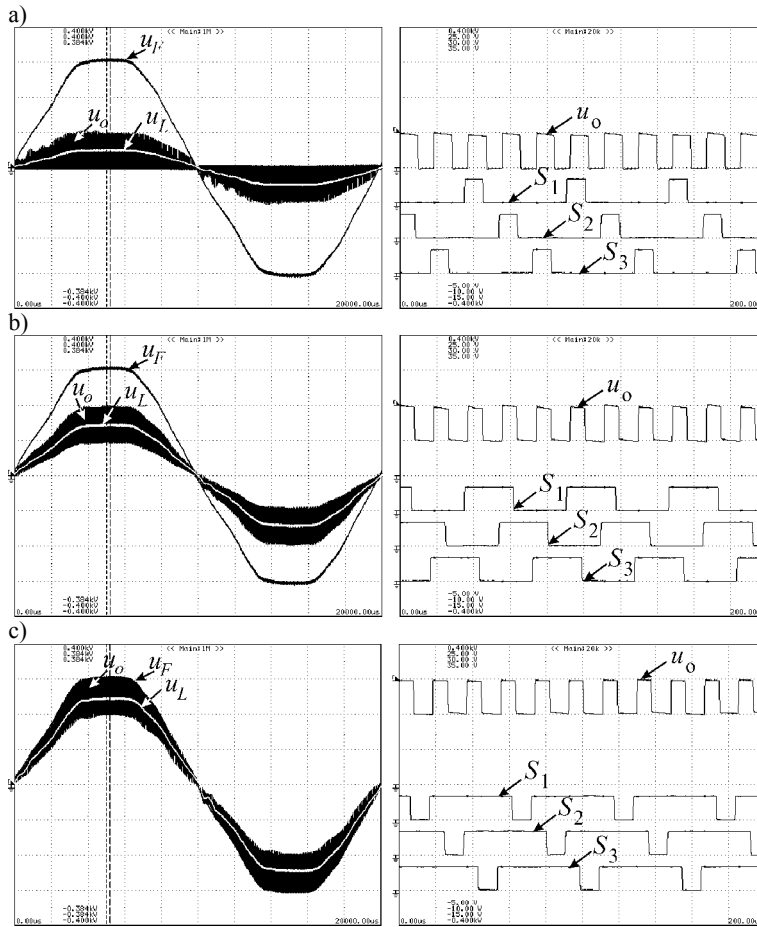 a)
0.400kV
0.400kV
0.384kV
<< Main:1M >>
u_F
u_o
u_L
-0.384kV
-0.400kV
-0.400kV
0.00us
20000.00us
0.400kV
25.00 V
30.00 V
35.00 V
<< Main:20k >>
u_o
S_1
S_2
S_3
-5.00 V
-10.00 V
-15.00 V
-0.400kV
0.00us
200.00
b)
0.400kV
0.384kV
0.384kV
<< Main:1M >>
u_F
u_o
u_L
-0.384kV
-0.400kV
-0.400kV
0.00us
20000.00us
0.400kV
25.00 V
30.00 V
35.00 V
<< Main:20k >>
u_o
S_1
S_2
S_3
-5.00 V
-10.00 V
-15.00 V
-0.400kV
0.00us
200.00
c)
0.400kV
0.384kV
0.384kV
<< Main:1M >>
u_o
u_F
u_L
-0.384kV
-0.400kV
-0.400kV
0.00us
20000.00us
0.400kV
25.00 V
30.00 V
35.00 V
<< Main:20k >>
u_o
S_1
S_2
S_3
-5.00 V
-10.00 V
-15.00 V
-0.400kV
0.00us
200.00